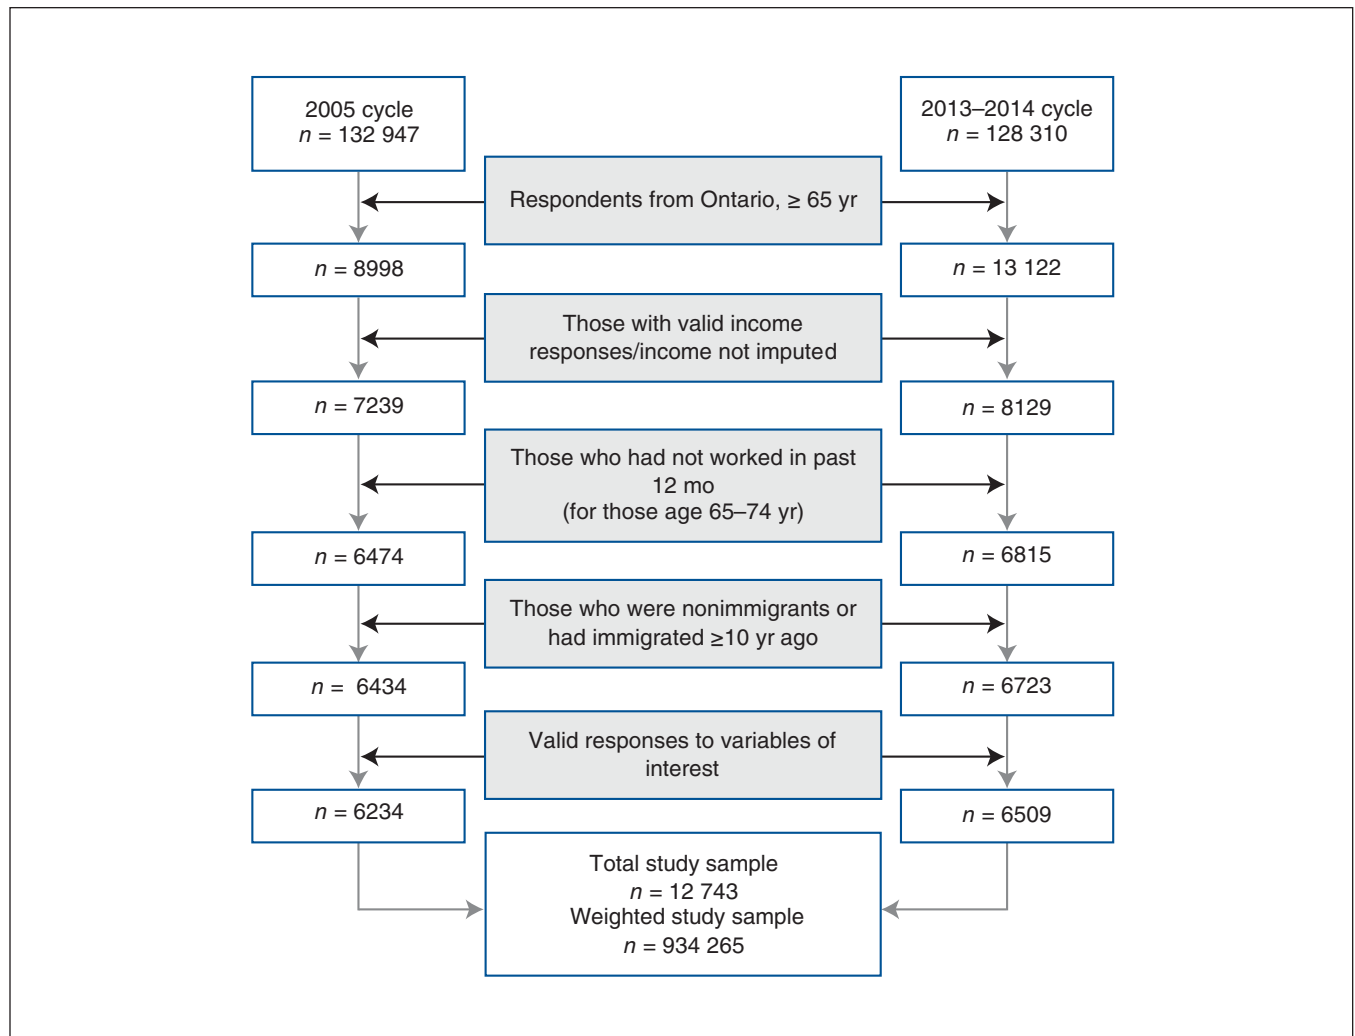 2005 cycle
n = 132 947
2013–2014 cycle
n = 128 310
Respondents from Ontario, ≥ 65 yr
n = 8998
n = 13 122
Those with valid income
responses/income not imputed
n = 7239
n = 8129
Those who had not worked in past
12 mo
(for those age 65–74 yr)
n = 6474
n = 6815
Those who were nonimmigrants or
had immigrated ≥10 yr ago
n = 6434
n = 6723
Valid responses to variables of
interest
n = 6234
n = 6509
Total study sample
n = 12 743
Weighted study sample
n = 934 265